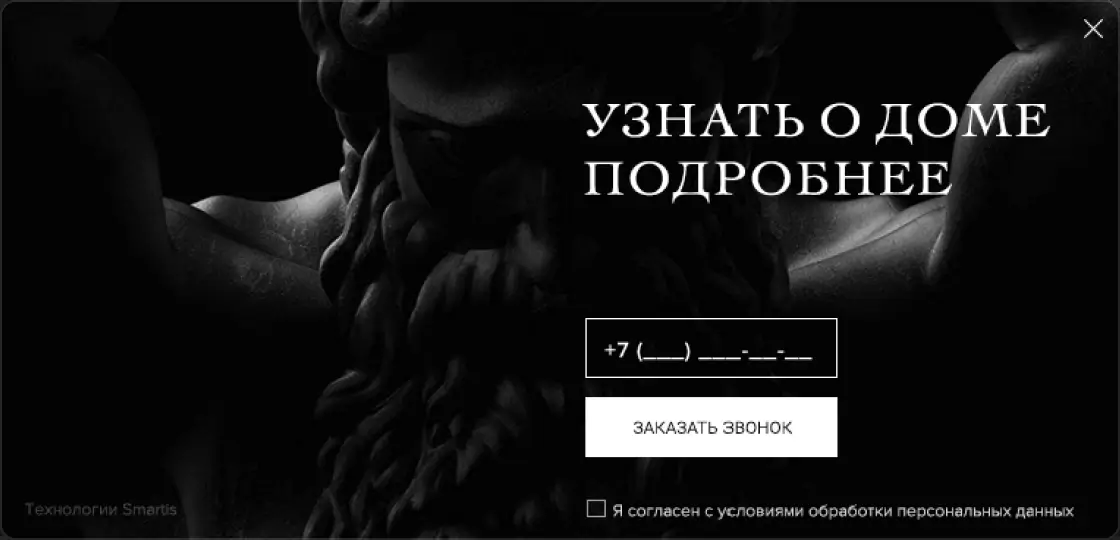 УЗНАТЬ О ДОМЕ
ПОДРОБНЕЕ
+7 (___) ___-__-__
ЗАКАЗАТЬ ЗВОНОК
Я согласен с условиями обработки персональных данных
Технологии Smartis